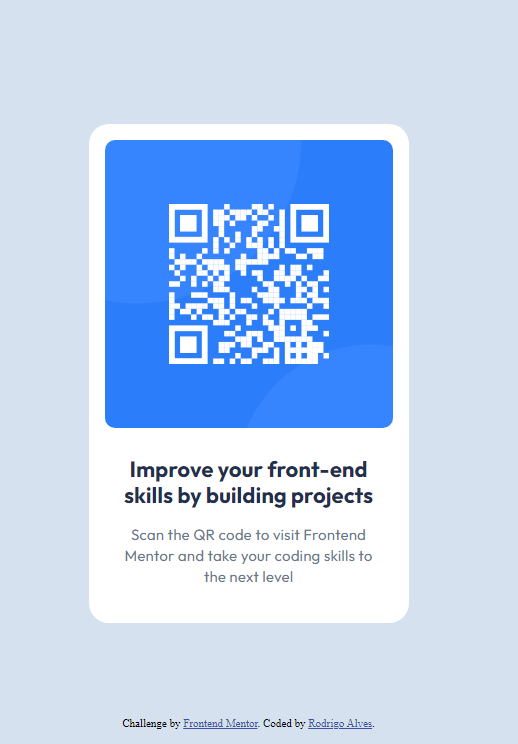 Improve your front-end
skills by building projects
Scan the QR code to visit Frontend
Mentor and take your coding skills to
the next level
Challenge by Frontend Mentor. Coded by Rodrigo Alves.